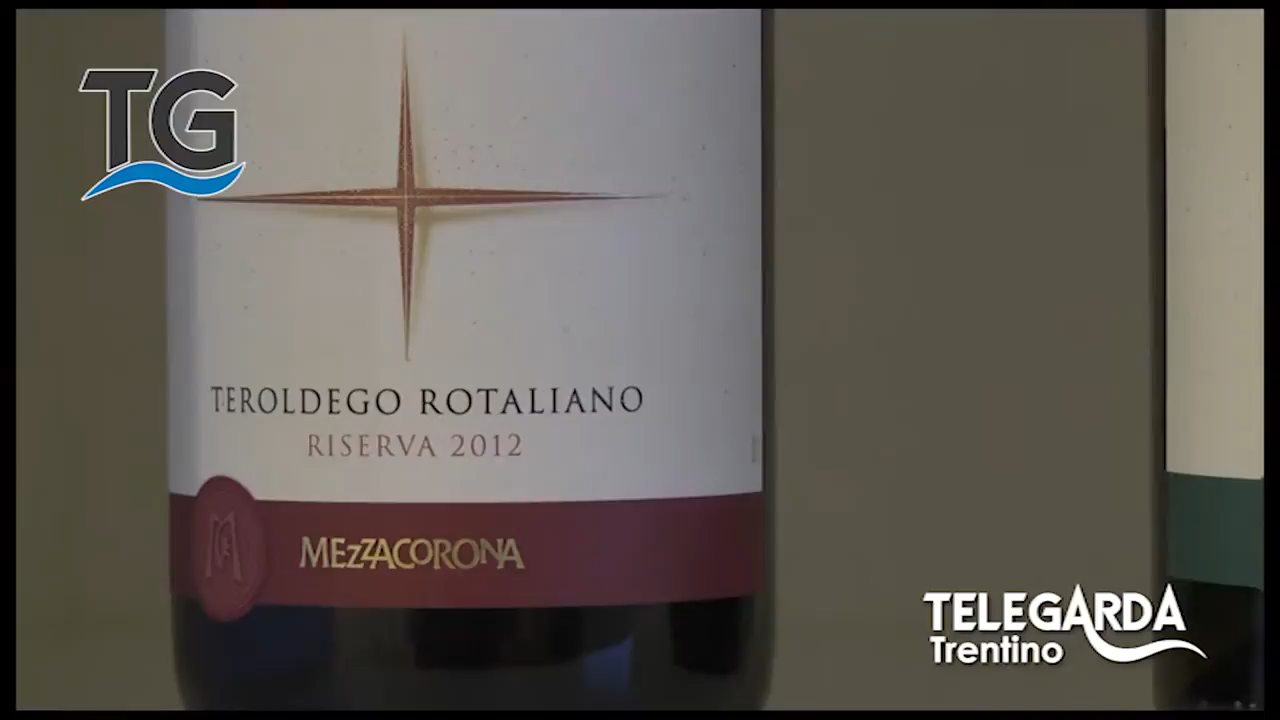 TG
TEROLDEGO ROTALIANO
RISERVA 2012
MEZZACORONA
TELEGARDA
Trentino